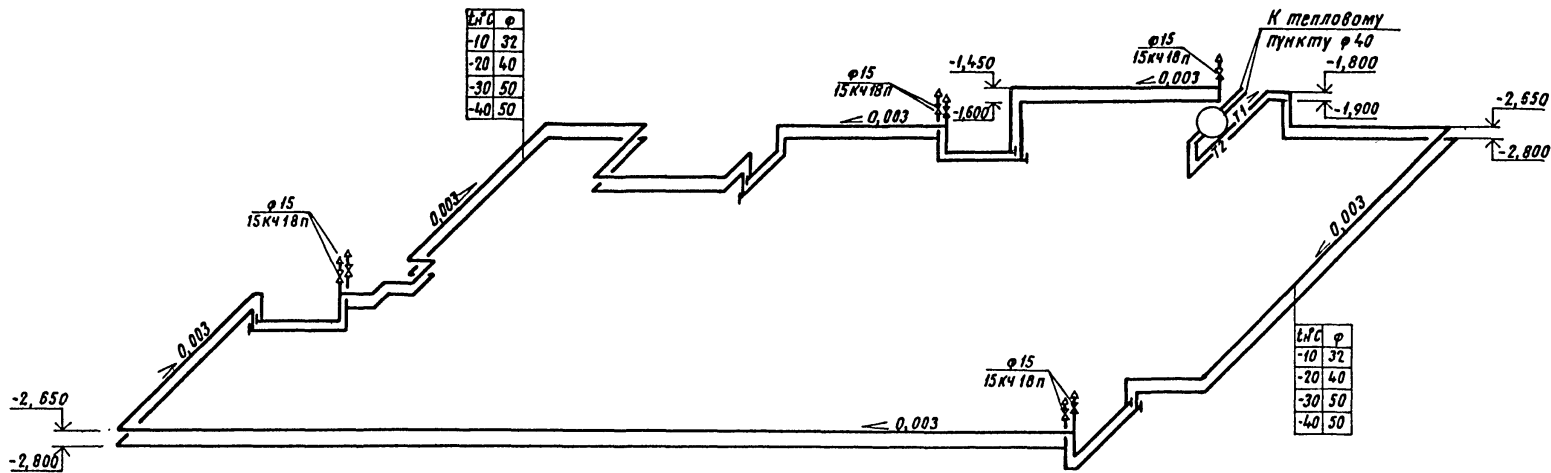 tн°C φ
-10 32
-20 40
-30 50
-40 50
К тепловому
пункту φ40
φ15
15кч18п
-1,450
0,003
-1,800
φ15
15кч18п
-1,600
0,003
Т1
Т2
-1,900
-2,650
-2,800
φ15
15кч18п
0,003
0,003
0,003
tн°C φ
-10 32
-20 40
-30 50
-40 50
φ15
15кч18п
-2,650
0,003
-2,800